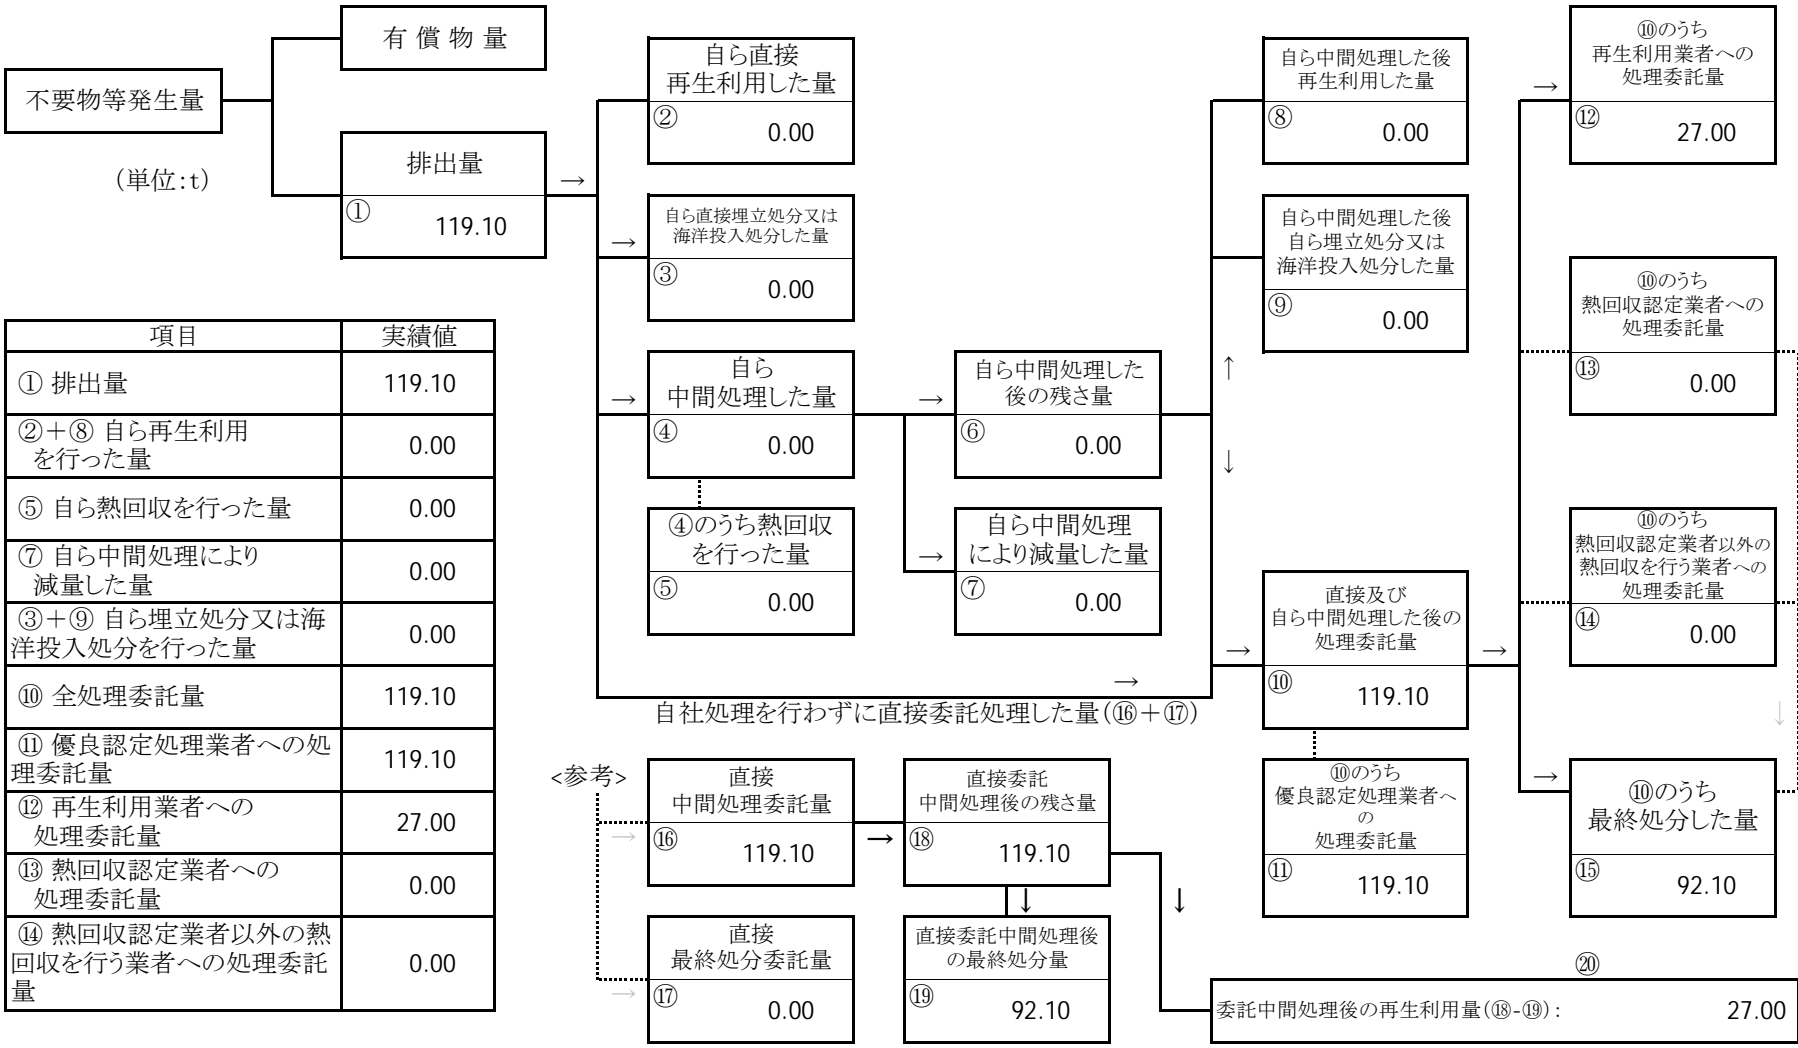 不要物等発生量
(単位:t)
有償物量
排出量
①
119.10
→
自ら直接
再生利用した量
②
0.00
→
自ら直接埋立処分又は
海洋投入処分した量
③
0.00
→
自ら
中間処理した量
④
0.00
④のうち熱回収
を行った量
⑤
0.00
→
自ら中間処理した
後の残さ量
⑥
0.00
→
自ら中間処理
により減量した量
⑦
0.00
↑
↓
自ら中間処理した後
再生利用した量
⑧
0.00
自ら中間処理した後
自ら埋立処分又は
海洋投入処分した量
⑨
0.00
→
自社処理を行わずに直接委託処理した量(⑯+⑰)
→
直接及び
自ら中間処理した後の
処理委託量
⑩
119.10
→
⑩のうち
優良認定処理業者へ
の
処理委託量
⑪
119.10
→
⑩のうち
再生利用業者への
処理委託量
⑫
27.00
⑩のうち
熱回収認定業者への
処理委託量
⑬
0.00
⑩のうち
熱回収認定業者以外の
熱回収を行う業者への
処理委託量
⑭
0.00
↓
→
⑩のうち
最終処分した量
⑮
92.10
項目 実績値
① 排出量 119.10
②+⑧ 自ら再生利用
を行った量 0.00
⑤ 自ら熱回収を行った量 0.00
⑦ 自ら中間処理により
減量した量 0.00
③+⑨ 自ら埋立処分又は海
洋投入処分を行った量 0.00
⑩ 全処理委託量 119.10
⑪ 優良認定処理業者への処
理委託量 119.10
⑫ 再生利用業者への
処理委託量 27.00
⑬ 熱回収認定業者への
処理委託量 0.00
⑭ 熱回収認定業者以外の熱
回収を行う業者への処理委託
量 0.00
<参考>
→
直接
中間処理委託量
⑯
119.10
→
直接委託
中間処理後の残さ量
⑱
119.10
↓
↓
→
直接
最終処分委託量
⑰
0.00
直接委託中間処理後
の最終処分量
⑲
92.10
⑳
委託中間処理後の再生利用量(⑱-⑲): 27.00